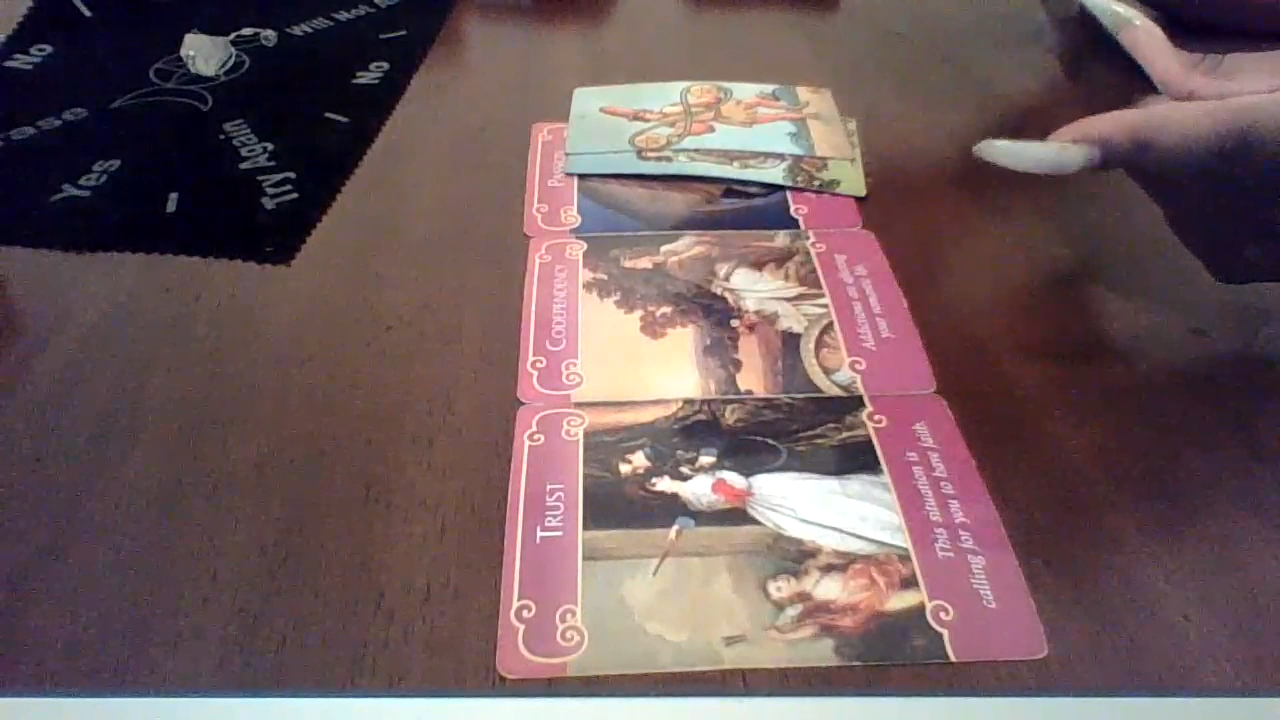 No
Will Not A
No
Yes
Try Again
CODEPENDENCY
Addictions are affecting
your romantic life.
TRUST
This situation is
calling for you to have faith.